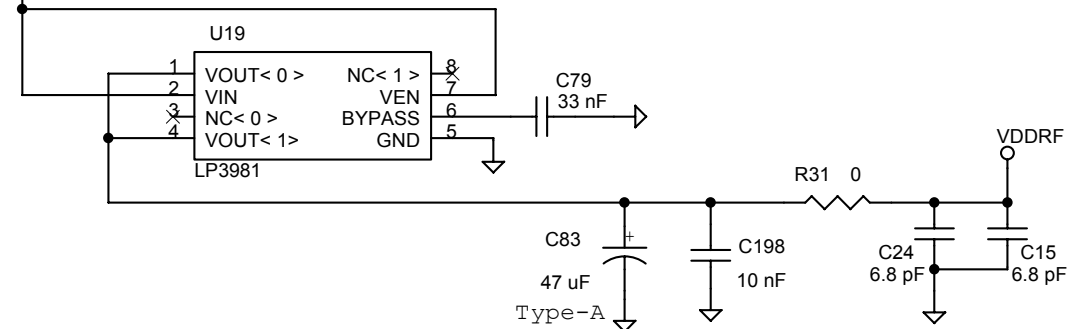 U19
1 VOUT< 0 > NC< 1 > 8
2 VIN VEN 7
3 NC< 0 > BYPASS 6
4 VOUT< 1> GND 5
LP3981
C79
33 nF
VDDRF
R31 0
C83 +
47 uF
Type-A
C198
10 nF
C24
6.8 pF
C15
6.8 pF